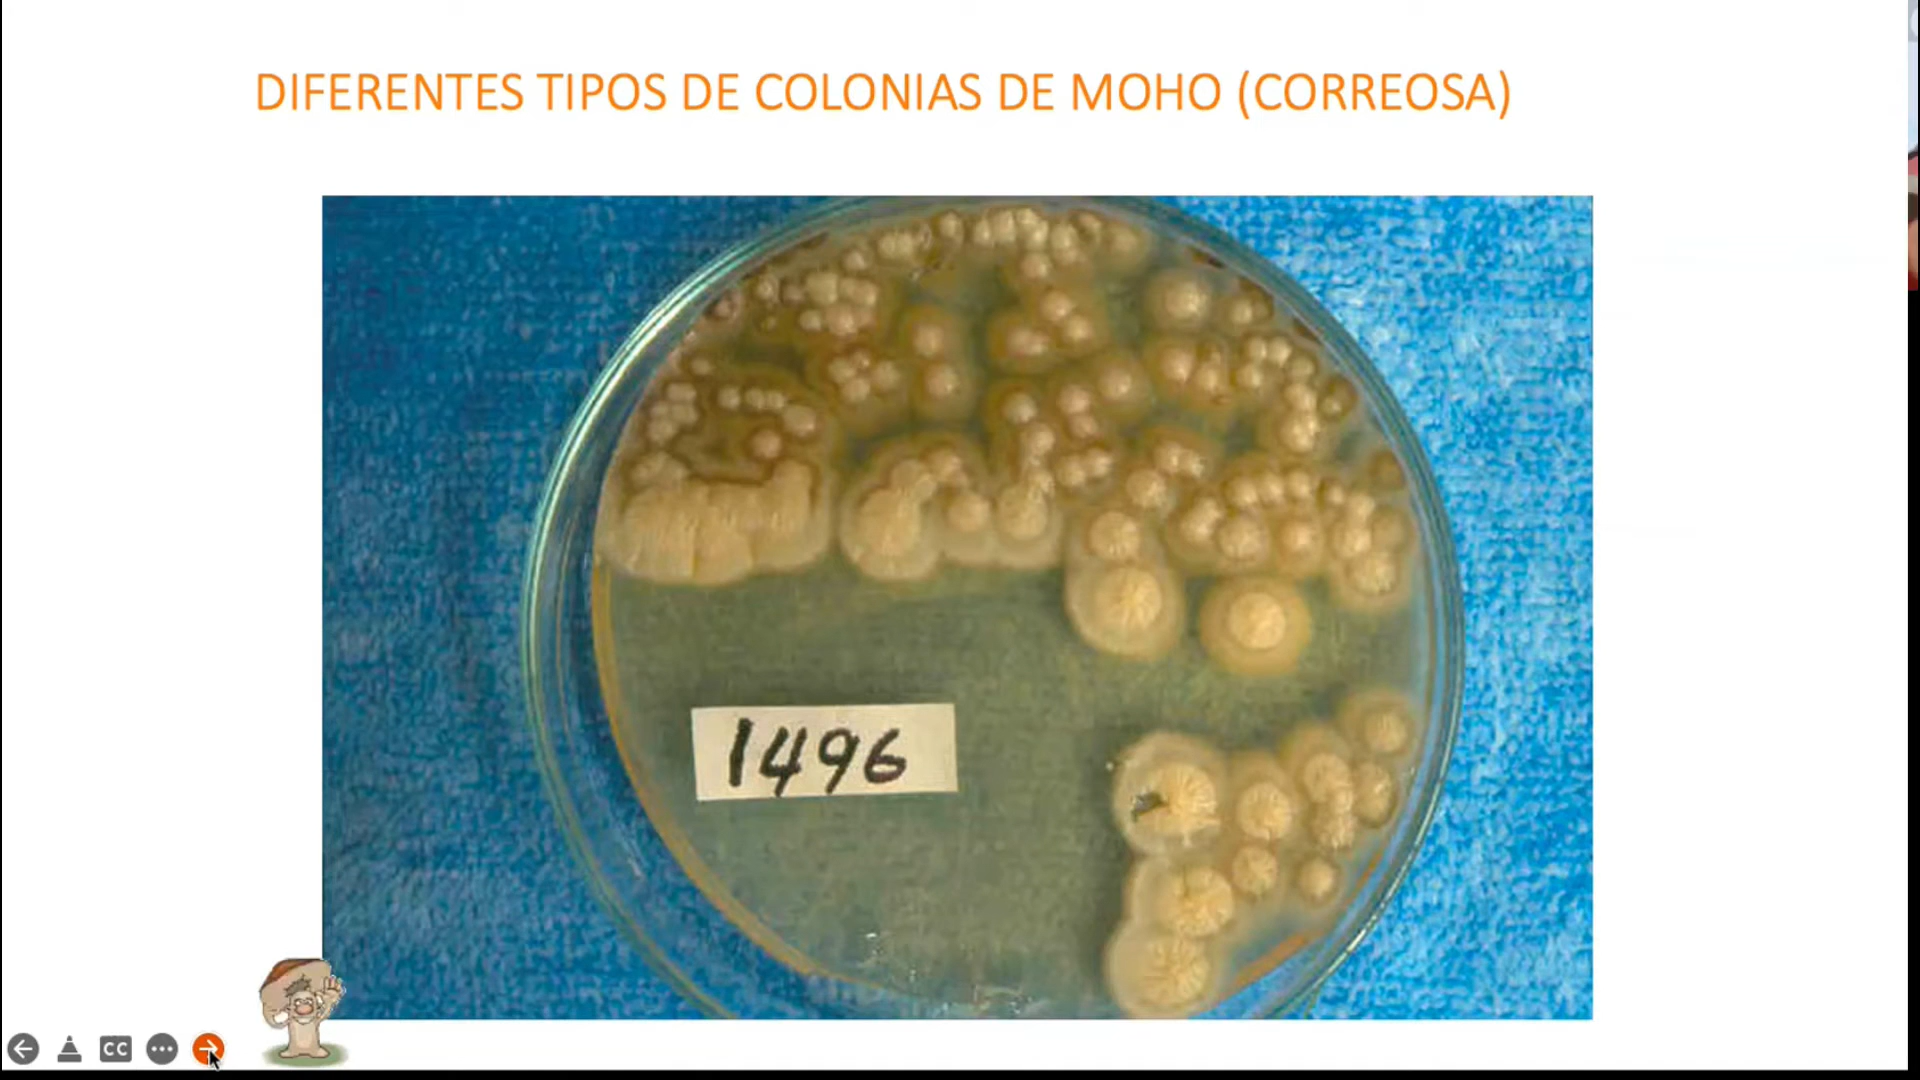 DIFERENTES TIPOS DE COLONIAS DE MOHO (CORREOSA)
1496
CC